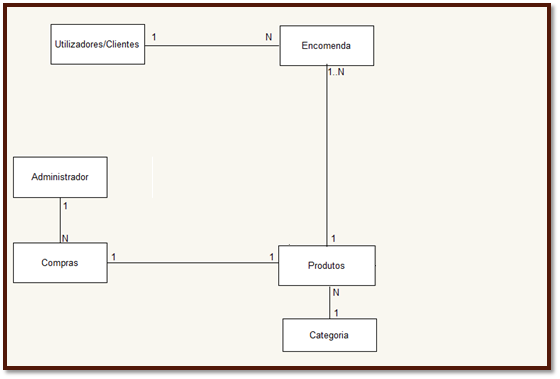 Utilizadores/Clientes
1
N
Encomenda
1..N
Administrador
1
N
Compras
1
1
1
Produtos
N
1
Categoria